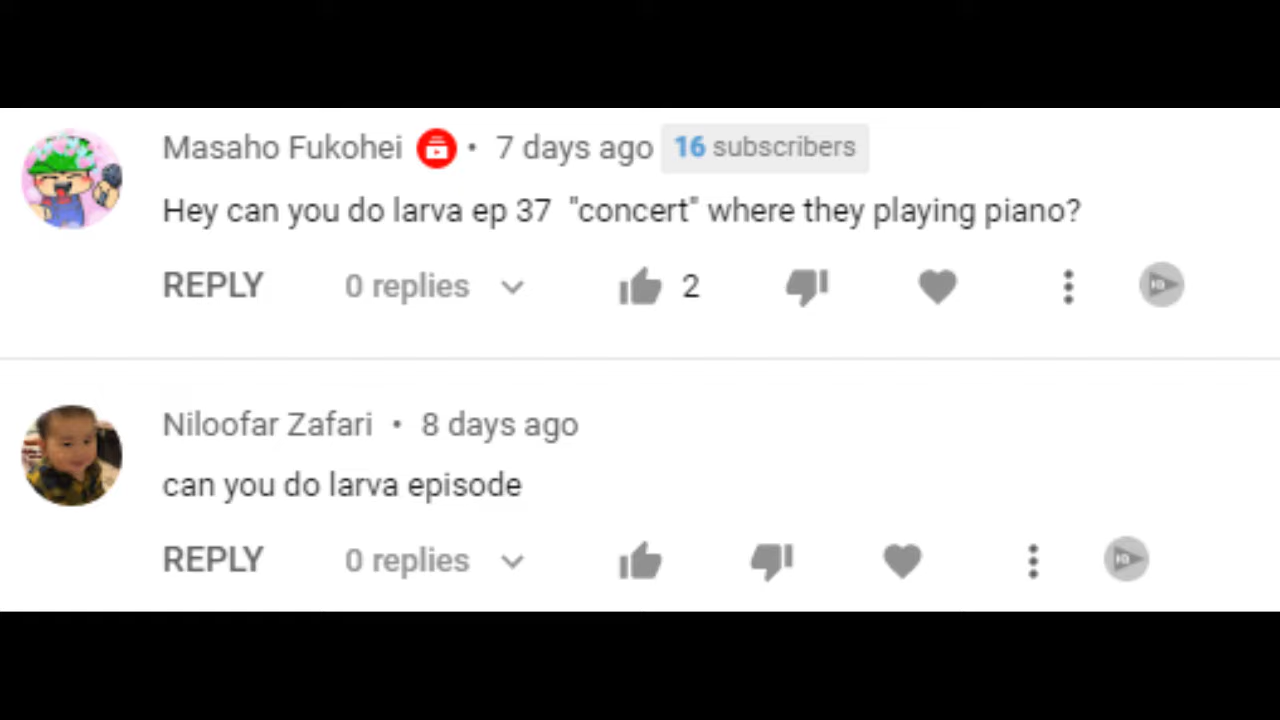 Masaho Fukohei • 7 days ago 16 subscribers
Hey can you do larva ep 37 "concert" where they playing piano?
REPLY 0 replies 2
Niloofar Zafari • 8 days ago
can you do larva episode
REPLY 0 replies